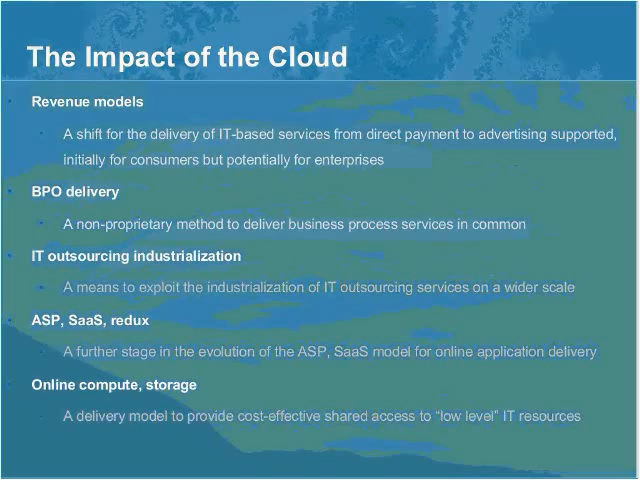 The Impact of the Cloud
Revenue models
A shift for the delivery of IT-based services from direct payment to advertising supported,
initially for consumers but potentially for enterprises
BPO delivery
A non-proprietary method to deliver business process services in common
IT outsourcing industrialization
A means to exploit the industrialization of IT outsourcing services on a wider scale
ASP, SaaS, redux
A further stage in the evolution of the ASP, SaaS model for online application delivery
Online compute, storage
A delivery model to provide cost-effective shared access to “low level” IT resources